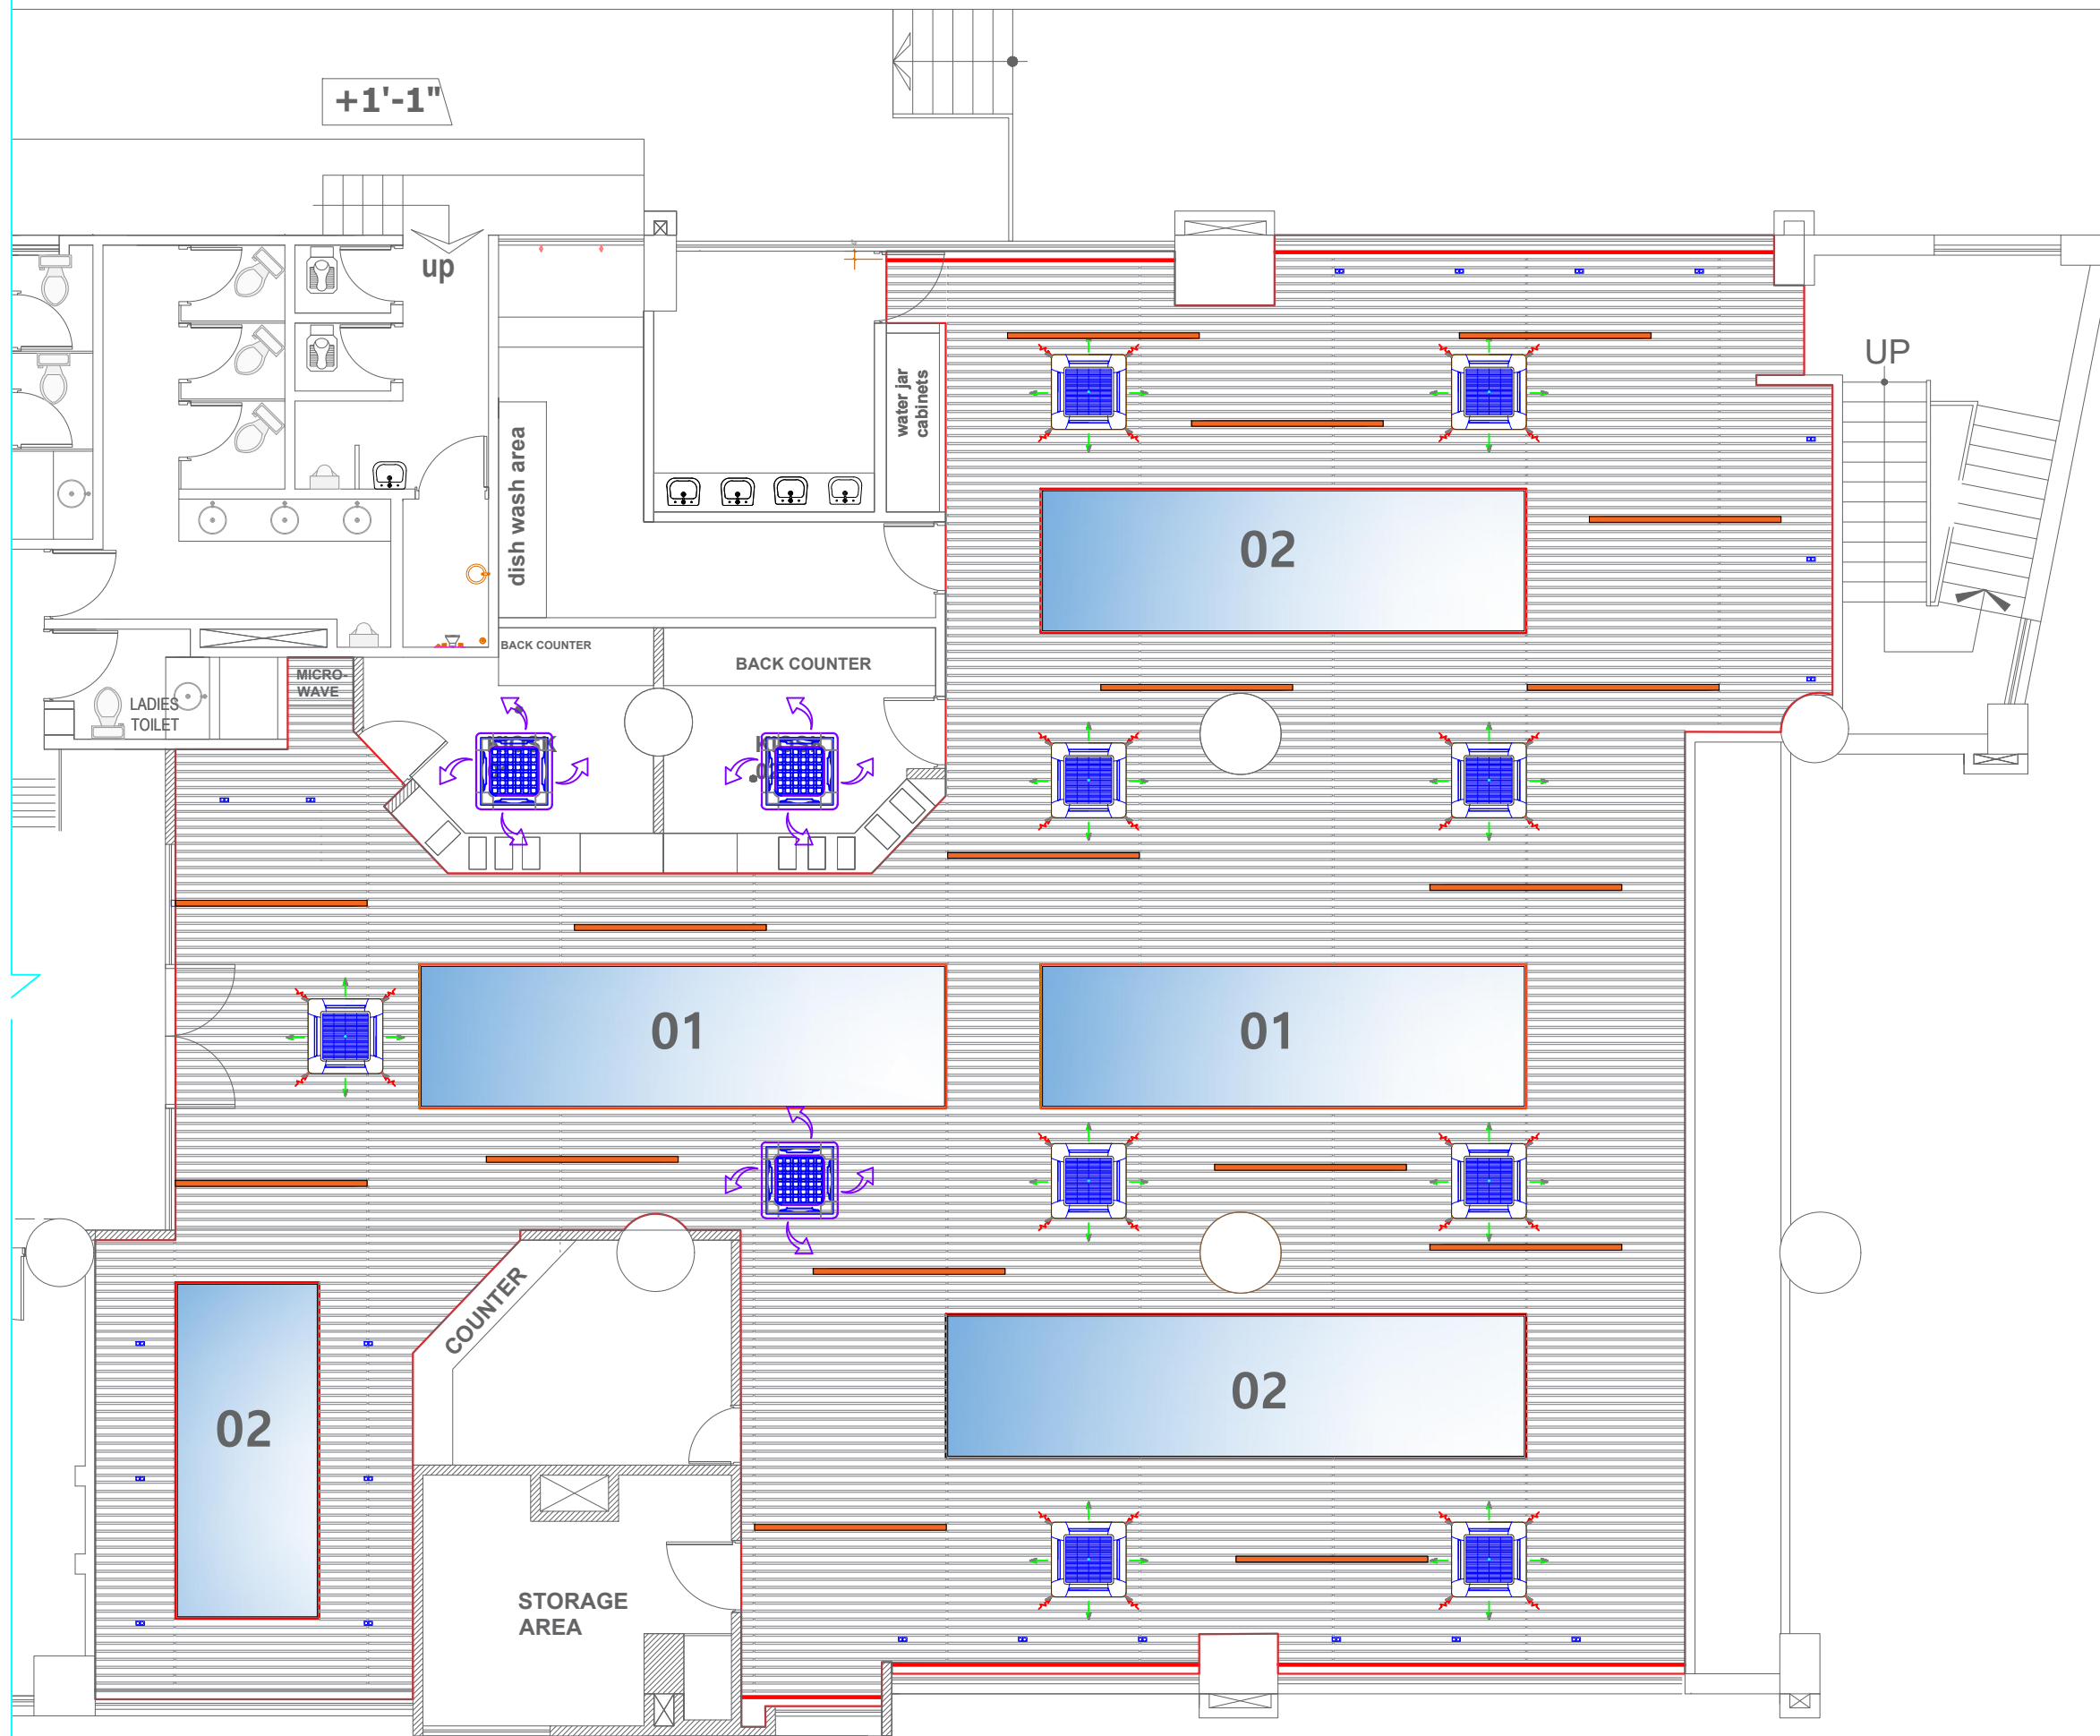 +1'-1"
up
UP
water jar
cabinets
dish wash area
02
BACK COUNTER
BACK COUNTER
MICRO-
WAVE
LADIES
TOILET
01
01
COUNTER
02
02
STORAGE
AREA